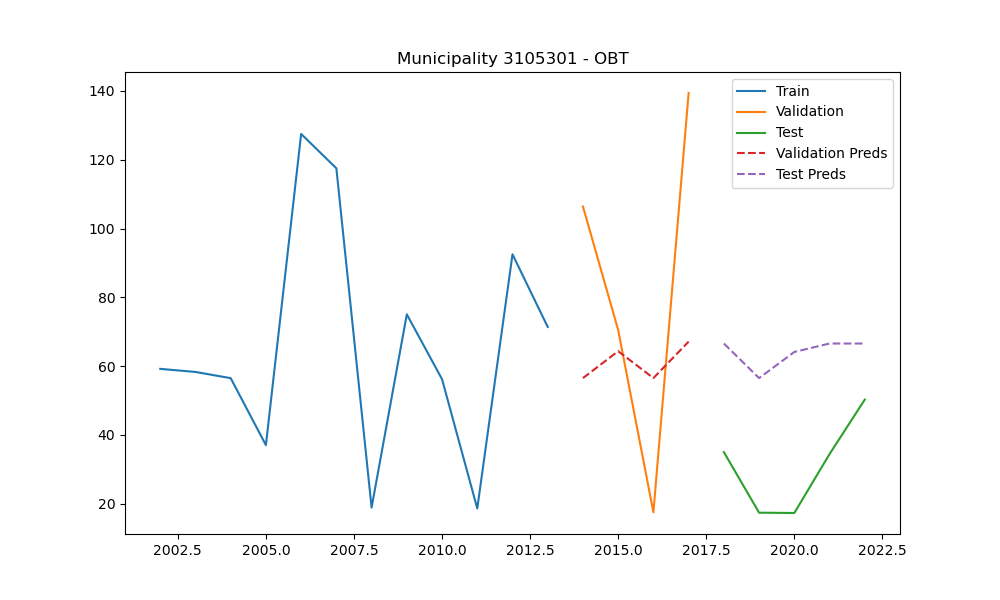 Municipality 3105301 - OBT
140
120
100
80
60
40
20
2002.5 2005.0 2007.5 2010.0 2012.5 2015.0 2017.5 2020.0 2022.5
Train
Validation
Test
Validation Preds
Test Preds